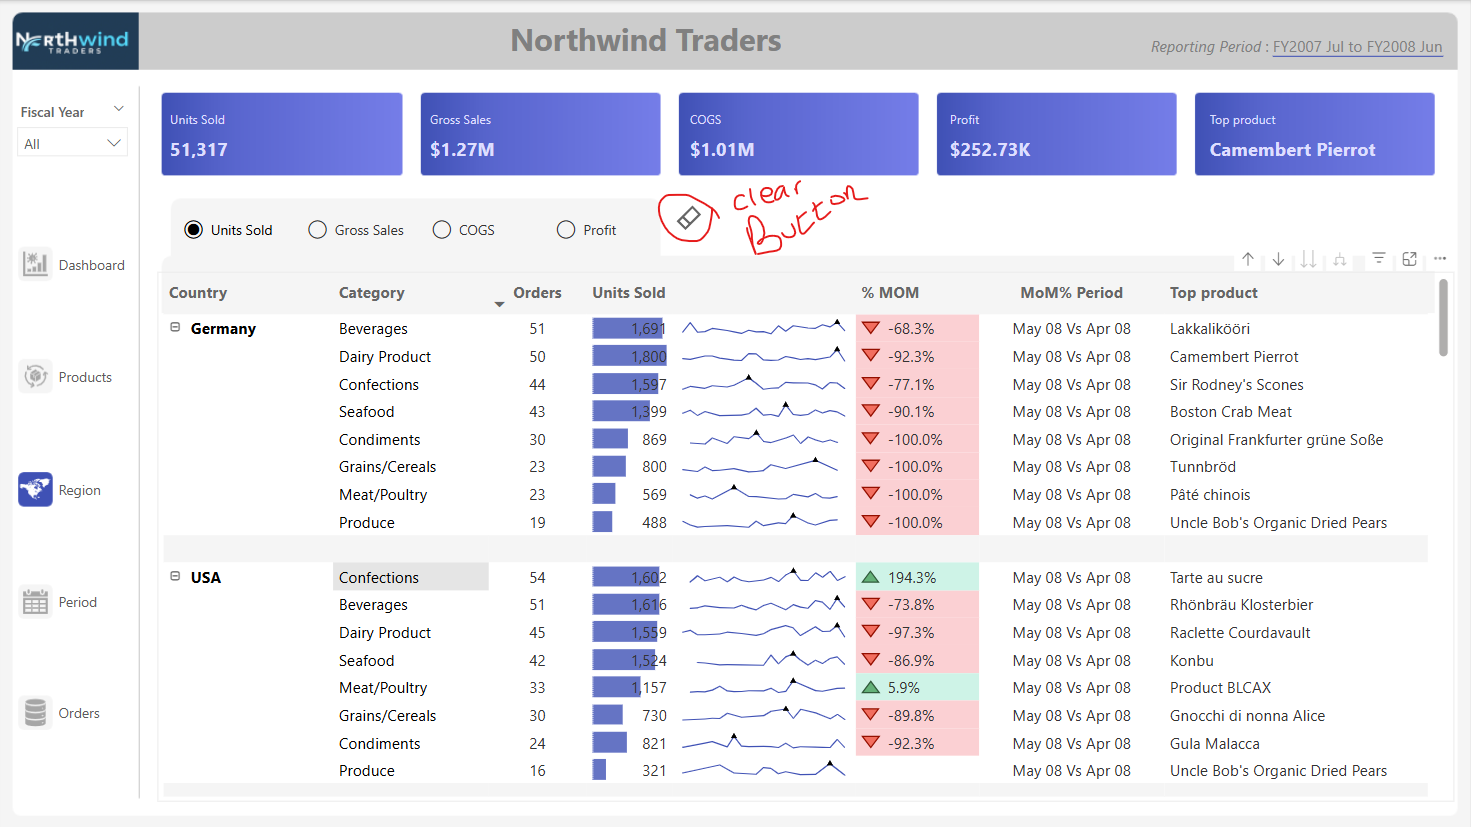 Northwind
TRADERS
Northwind Traders
Reporting Period : FY2007 Jul to FY2008 Jun
Fiscal Year
All
Units Sold
51,317
Gross Sales
$1.27M
COGS
$1.01M
Profit
$252.73K
Top product
Camembert Pierrot
clear
Button
Units Sold Gross Sales COGS Profit
Dashboard
Products
Region
Period
Orders
Country Category Orders Units Sold % MOM MoM% Period Top product
Germany Beverages 51 1,691 -68.3% May 08 Vs Apr 08 Lakkalikööri
Dairy Product 50 1,800 -92.3% May 08 Vs Apr 08 Camembert Pierrot
Confections 44 1,597 -77.1% May 08 Vs Apr 08 Sir Rodney's Scones
Seafood 43 1,399 -90.1% May 08 Vs Apr 08 Boston Crab Meat
Condiments 30 869 -100.0% May 08 Vs Apr 08 Original Frankfurter grüne Soße
Grains/Cereals 23 800 -100.0% May 08 Vs Apr 08 Tunnbröd
Meat/Poultry 23 569 -100.0% May 08 Vs Apr 08 Pâté chinois
Produce 19 488 -100.0% May 08 Vs Apr 08 Uncle Bob's Organic Dried Pears
USA Confections 54 1,602 194.3% May 08 Vs Apr 08 Tarte au sucre
Beverages 51 1,616 -73.8% May 08 Vs Apr 08 Rhönbräu Klosterbier
Dairy Product 45 1,559 -97.3% May 08 Vs Apr 08 Raclette Courdavault
Seafood 42 1,524 -86.9% May 08 Vs Apr 08 Konbu
Meat/Poultry 33 1,157 5.9% May 08 Vs Apr 08 Product BLCAX
Grains/Cereals 30 730 -89.8% May 08 Vs Apr 08 Gnocchi di nonna Alice
Condiments 24 821 -92.3% May 08 Vs Apr 08 Gula Malacca
Produce 16 321 May 08 Vs Apr 08 Uncle Bob's Organic Dried Pears